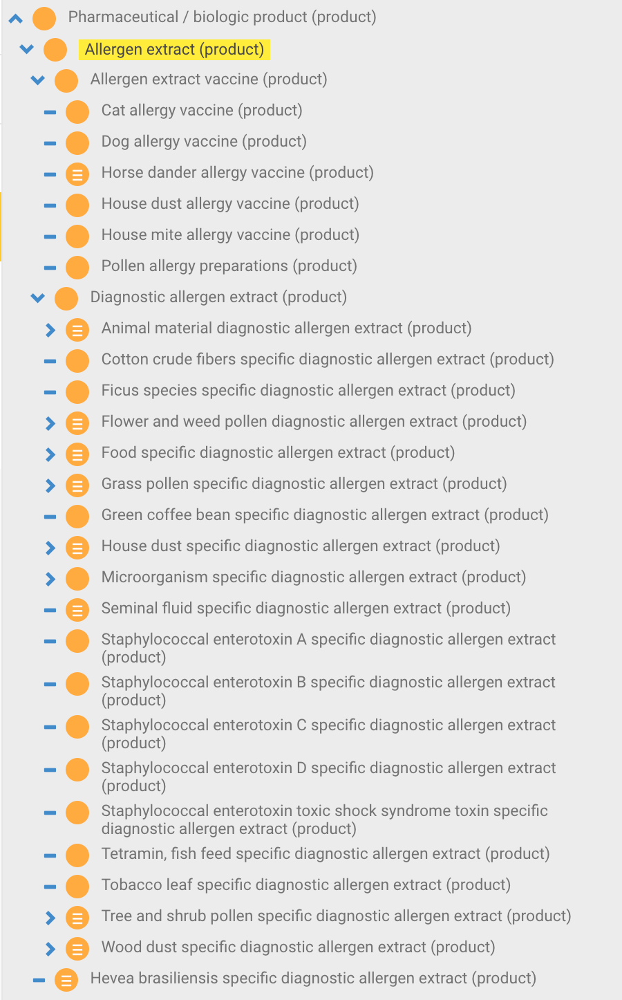 Pharmaceutical / biologic product (product)
Allergen extract (product)
Allergen extract vaccine (product)
Cat allergy vaccine (product)
Dog allergy vaccine (product)
Horse dander allergy vaccine (product)
House dust allergy vaccine (product)
House mite allergy vaccine (product)
Pollen allergy preparations (product)
Diagnostic allergen extract (product)
Animal material diagnostic allergen extract (product)
Cotton crude fibers specific diagnostic allergen extract (product)
Ficus species specific diagnostic allergen extract (product)
Flower and weed pollen diagnostic allergen extract (product)
Food specific diagnostic allergen extract (product)
Grass pollen specific diagnostic allergen extract (product)
Green coffee bean specific diagnostic allergen extract (product)
House dust specific diagnostic allergen extract (product)
Microorganism specific diagnostic allergen extract (product)
Seminal fluid specific diagnostic allergen extract (product)
Staphylococcal enterotoxin A specific diagnostic allergen extract
(product)
Staphylococcal enterotoxin B specific diagnostic allergen extract
(product)
Staphylococcal enterotoxin C specific diagnostic allergen extract
(product)
Staphylococcal enterotoxin D specific diagnostic allergen extract
(product)
Staphylococcal enterotoxin toxic shock syndrome toxin specific
diagnostic allergen extract (product)
Tetramin, fish feed specific diagnostic allergen extract (product)
Tobacco leaf specific diagnostic allergen extract (product)
Tree and shrub pollen specific diagnostic allergen extract (product)
Wood dust specific diagnostic allergen extract (product)
Hevea brasiliensis specific diagnostic allergen extract (product)